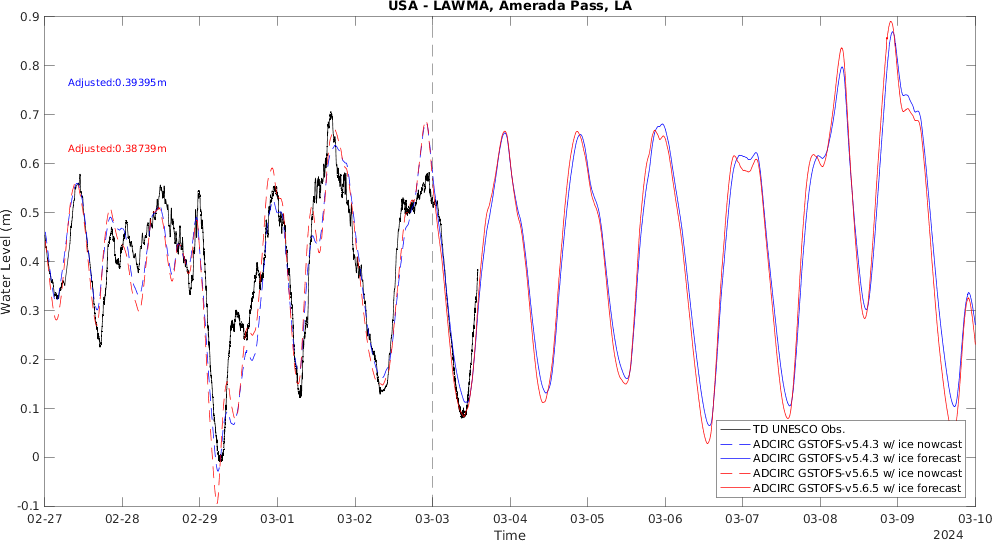 USA - LAWMA, Amerada Pass, LA
0.9
0.8
0.7
0.6
0.5
0.4
0.3
0.2
0.1
0
-0.1
Water Level (m)
Adjusted:0.39395m
Adjusted:0.38739m
TD UNESCO Obs.
ADCIRC GSTOFS-v5.4.3 w/ ice nowcast
ADCIRC GSTOFS-v5.4.3 w/ ice forecast
ADCIRC GSTOFS-v5.6.5 w/ ice nowcast
ADCIRC GSTOFS-v5.6.5 w/ ice forecast
02-27 02-28 02-29 03-01 03-02 03-03 03-04 03-05 03-06 03-07 03-08 03-09 03-10
Time
2024